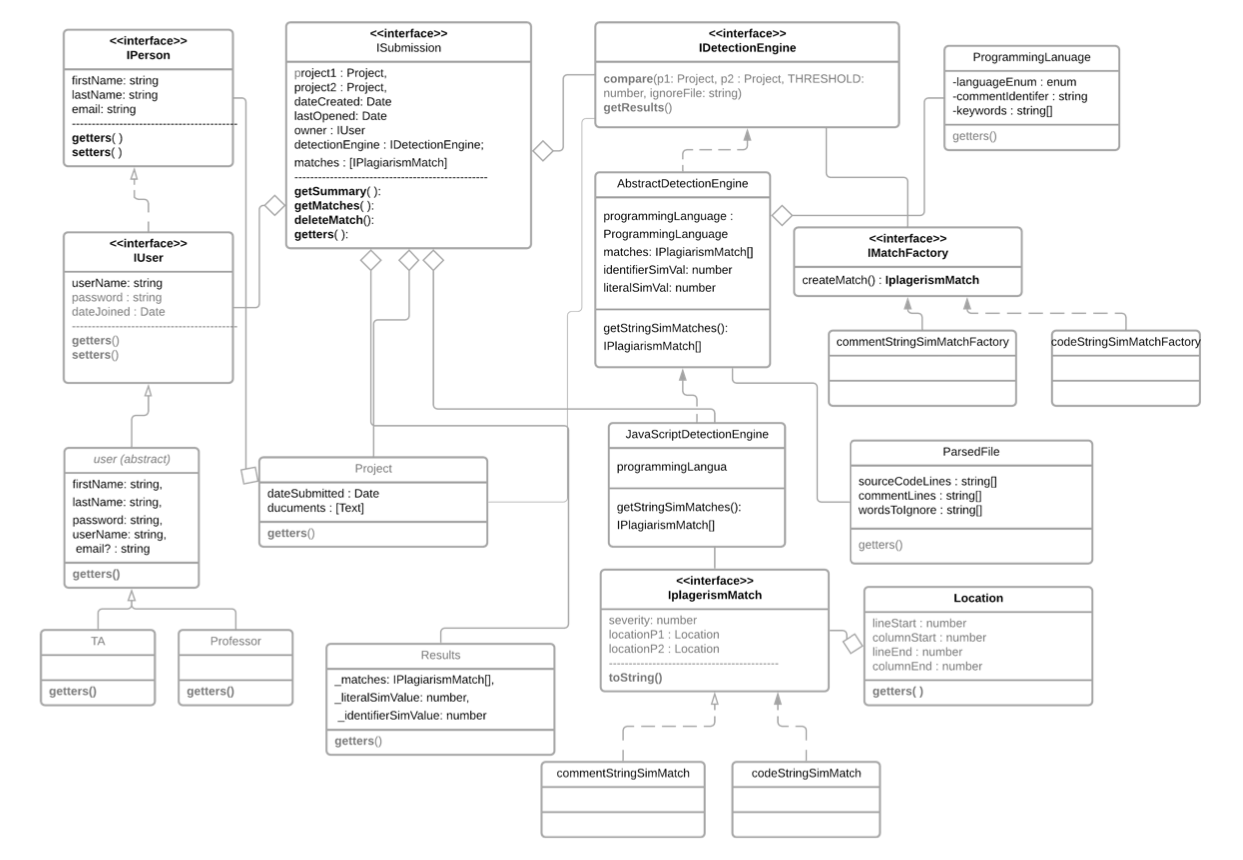 <<interface>>
IPerson
firstName: string
lastName: string
email: string
getters( )
setters( )
<<interface>>
ISubmission
project1 : Project,
project2 : Project,
dateCreated: Date
lastOpened: Date
owner : IUser
detectionEngine : IDetectionEngine;
matches : [IPlagiarismMatch]
getSummary( ):
getMatches( ):
deleteMatch():
getters( ):
<<interface>>
IDetectionEngine
compare(p1: Project, p2 : Project, THRESHOLD:
number, ignoreFile: string)
getResults()
ProgrammingLanuage
-languageEnum : enum
-commentIdentifer : string
-keywords : string[]
getters()
AbstractDetectionEngine
programmingLanguage :
ProgrammingLanguage
matches: IPlagiarismMatch[]
identifierSimVal: number
literalSimVal: number
getStringSimMatches():
IPlagiarismMatch[]
<<interface>>
IMatchFactory
createMatch() : IplagerismMatch
<<interface>>
IUser
userName: string
password : string
dateJoined : Date
getters()
setters()
commentStringSimMatchFactory
codeStringSimMatchFactory
user (abstract)
firstName: string,
lastName: string,
password: string,
userName: string,
email? : string
getters()
Project
dateSubmitted : Date
ducuments : [Text]
getters()
JavaScriptDetectionEngine
programmingLangua
getStringSimMatches():
IPlagiarismMatch[]
ParsedFile
sourceCodeLines : string[]
commentLines : string[]
wordsToIgnore : string[]
getters()
<<interface>>
IplagerismMatch
severity: number
locationP1 : Location
locationP2 : Location
toString()
Location
lineStart : number
columnStart : number
lineEnd : number
columnEnd : number
getters( )
TA
getters()
Professor
getters()
Results
_matches: IPlagiarismMatch[],
_literalSimValue: number,
_identifierSimValue: number
getters()
commentStringSimMatch
codeStringSimMatch